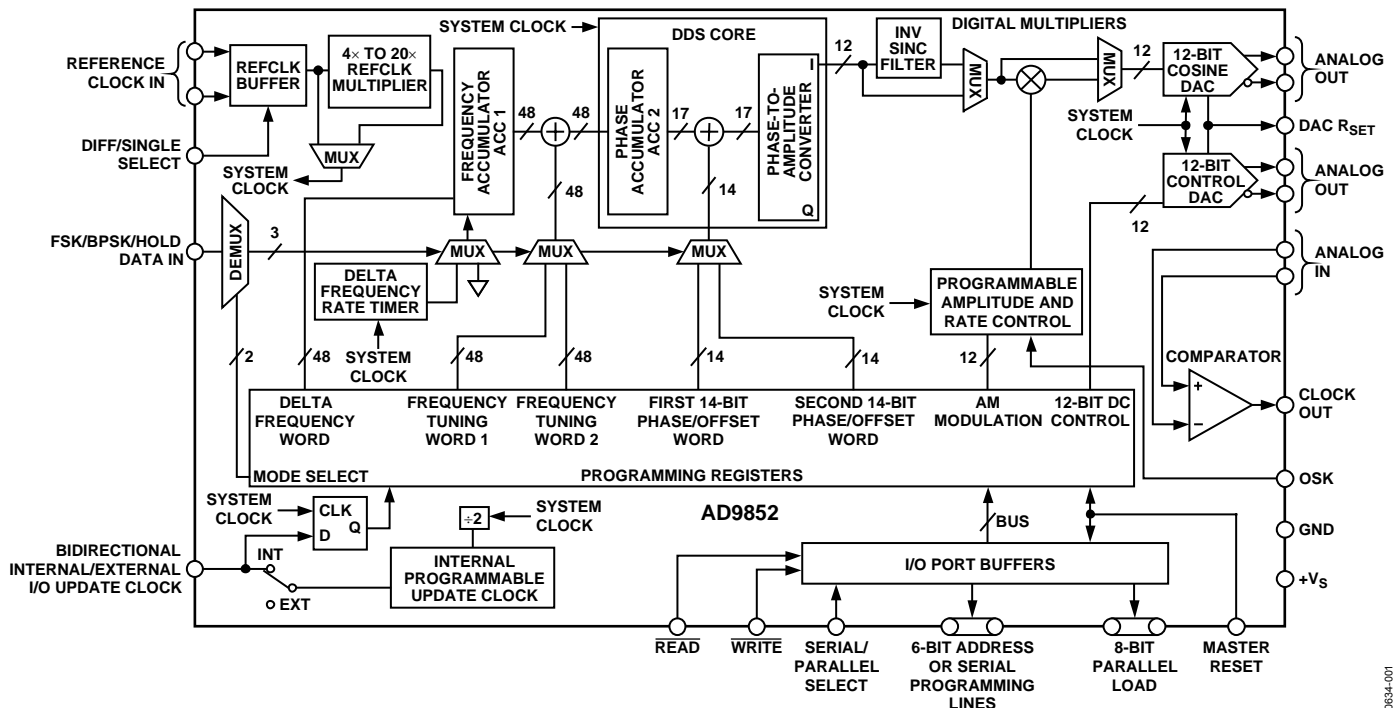 SYSTEM CLOCK
DIGITAL MULTIPLIERS
DDS CORE
REFERENCE
CLOCK IN
REFCLK
BUFFER
4× TO 20×
REFCLK
MULTIPLIER
FREQUENCY
ACCUMULATOR
ACC 1
48
48
PHASE
ACCUMULATOR
ACC 2
17
17
PHASE-TO-
AMPLITUDE
CONVERTER
I
Q
12
INV
SINC
FILTER
MUX
MUX
12
12-BIT
COSINE
DAC
ANALOG
OUT
SYSTEM
CLOCK
DAC RSET
DIFF/SINGLE
SELECT
MUX
SYSTEM
CLOCK
48
14
12-BIT
CONTROL
DAC
ANALOG
OUT
12
FSK/BPSK/HOLD
DATA IN
DEMUX
3
MUX
MUX
MUX
ANALOG
IN
DELTA
FREQUENCY
RATE TIMER
SYSTEM
CLOCK
PROGRAMMABLE
AMPLITUDE AND
RATE CONTROL
2
48
SYSTEM
CLOCK
48
48
14
14
12
COMPARATOR
+
−
CLOCK
OUT
DELTA
FREQUENCY
WORD
FREQUENCY
TUNING
WORD 1
FREQUENCY
TUNING
WORD 2
FIRST 14-BIT
PHASE/OFFSET
WORD
SECOND 14-BIT
PHASE/OFFSET
WORD
AM
MODULATION
12-BIT DC
CONTROL
MODE SELECT
PROGRAMMING REGISTERS
OSK
SYSTEM
CLOCK
CLK
D
Q
÷2
SYSTEM
CLOCK
AD9852
BUS
GND
BIDIRECTIONAL
INTERNAL/EXTERNAL
I/O UPDATE CLOCK
INT
EXT
INTERNAL
PROGRAMMABLE
UPDATE CLOCK
I/O PORT BUFFERS
+VS
READ
WRITE
SERIAL/
PARALLEL
SELECT
6-BIT ADDRESS
OR SERIAL
PROGRAMMING
LINES
8-BIT
PARALLEL
LOAD
MASTER
RESET